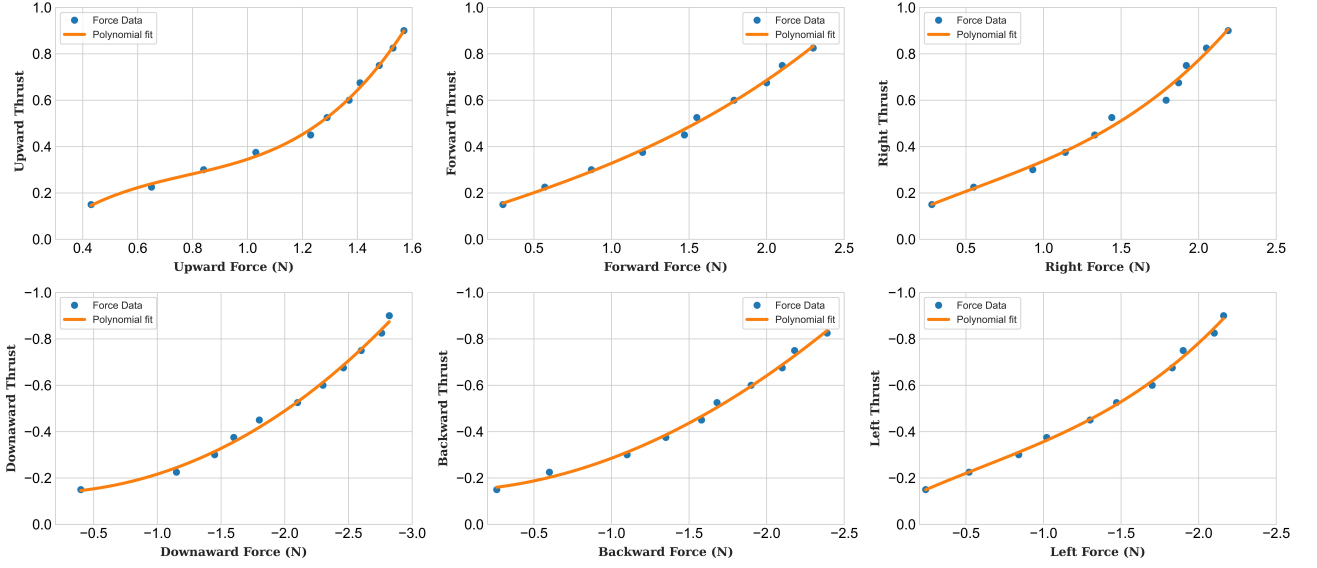 Upward Thrust
1.0
0.8
0.6
0.4
0.2
0.0
Force Data
Polynomial fit
0.4 0.6 0.8 1.0 1.2 1.4 1.6
Upward Force (N)
Forward Thrust
1.0
0.8
0.6
0.4
0.2
0.0
Force Data
Polynomial fit
0.5 1.0 1.5 2.0 2.5
Forward Force (N)
Right Thrust
1.0
0.8
0.6
0.4
0.2
0.0
Force Data
Polynomial fit
0.5 1.0 1.5 2.0 2.5
Right Force (N)
Downaward Thrust
−1.0
−0.8
−0.6
−0.4
−0.2
0.0
Force Data
Polynomial fit
−0.5 −1.0 −1.5 −2.0 −2.5 −3.0
Downaward Force (N)
Backward Thrust
−1.0
−0.8
−0.6
−0.4
−0.2
0.0
Force Data
Polynomial fit
−0.5 −1.0 −1.5 −2.0 −2.5
Backward Force (N)
Left Thrust
−1.0
−0.8
−0.6
−0.4
−0.2
0.0
Force Data
Polynomial fit
−0.5 −1.0 −1.5 −2.0 −2.5
Left Force (N)